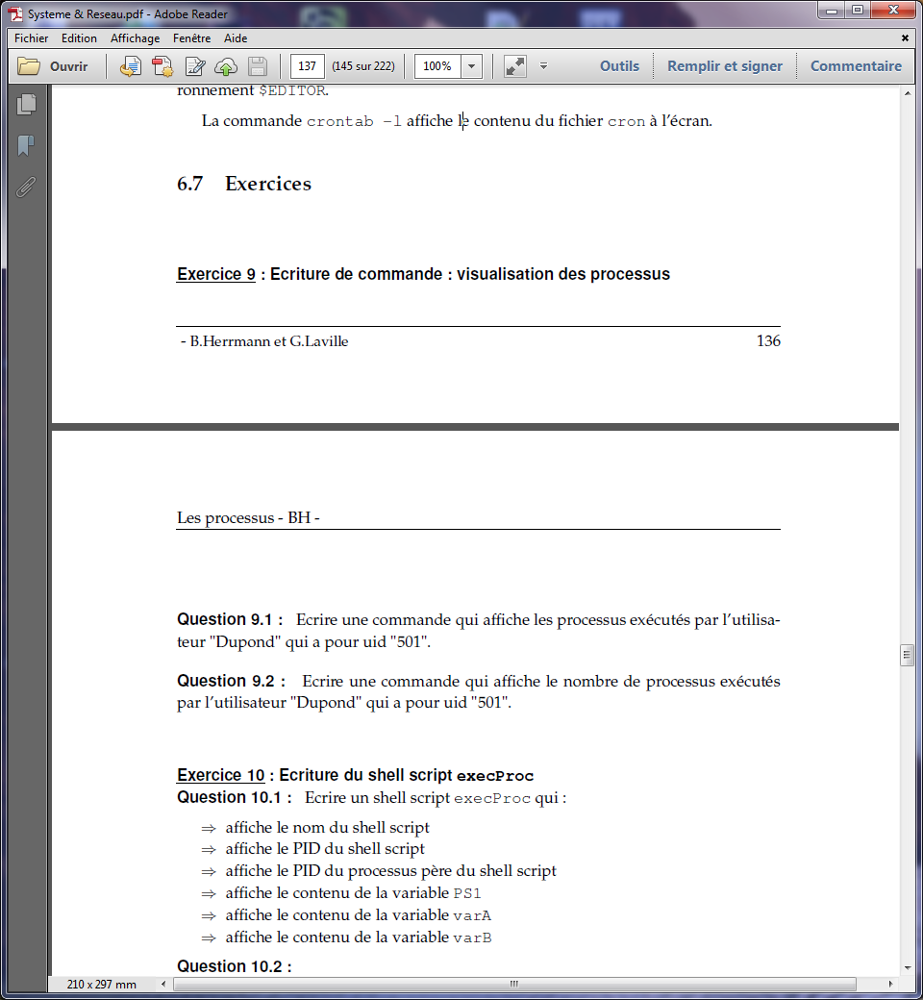 Systeme & Reseau.pdf - Adobe Reader
Fichier Edition Affichage Fenêtre Aide
Ouvrir 137 (145 sur 222) 100% Outils Remplir et signer Commentaire
ronnement $EDITOR.
La commande crontab -l affiche le contenu du fichier cron à l'écran.
6.7 Exercices
Exercice 9 : Ecriture de commande : visualisation des processus
- B.Herrmann et G.Laville 136
Les processus - BH -
Question 9.1 : Ecrire une commande qui affiche les processus exécutés par l'utilisa-
teur "Dupond" qui a pour uid "501".
Question 9.2 : Ecrire une commande qui affiche le nombre de processus exécutés
par l'utilisateur "Dupond" qui a pour uid "501".
Exercice 10 : Ecriture du shell script execProc
Question 10.1 : Ecrire un shell script execProc qui :
⇒ affiche le nom du shell script
⇒ affiche le PID du shell script
⇒ affiche le PID du processus père du shell script
⇒ affiche le contenu de la variable PS1
⇒ affiche le contenu de la variable varA
⇒ affiche le contenu de la variable varB
Question 10.2 :
210 x 297 mm